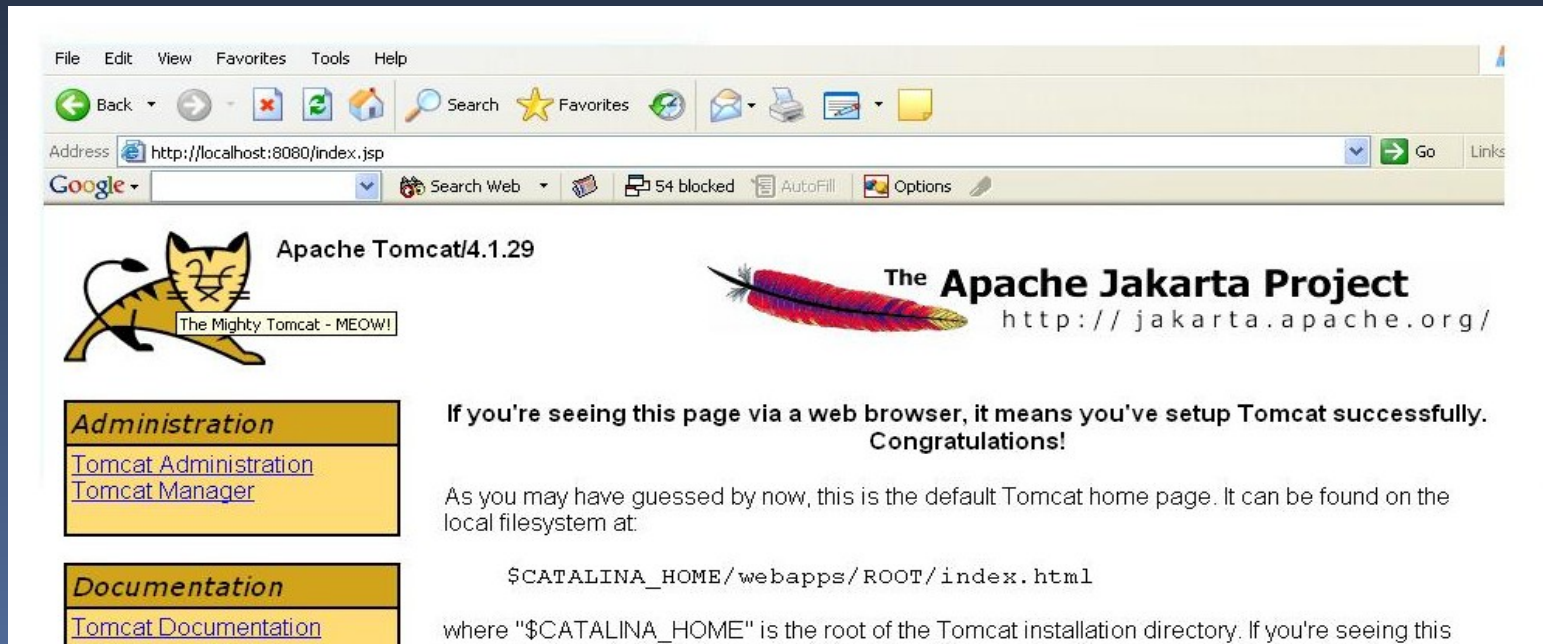 File Edit View Favorites Tools Help
Back Search Favorites
Address http://localhost:8080/index.jsp Go Links
Google Search Web 54 blocked AutoFill Options
Apache Tomcat/4.1.29
The Mighty Tomcat - MEOW!
The Apache Jakarta Project
http://jakarta.apache.org/
Administration
Tomcat Administration
Tomcat Manager
Documentation
Tomcat Documentation
If you're seeing this page via a web browser, it means you've setup Tomcat successfully.
Congratulations!
As you may have guessed by now, this is the default Tomcat home page. It can be found on the
local filesystem at:
$CATALINA_HOME/webapps/ROOT/index.html
where "$CATALINA_HOME" is the root of the Tomcat installation directory. If you're seeing this